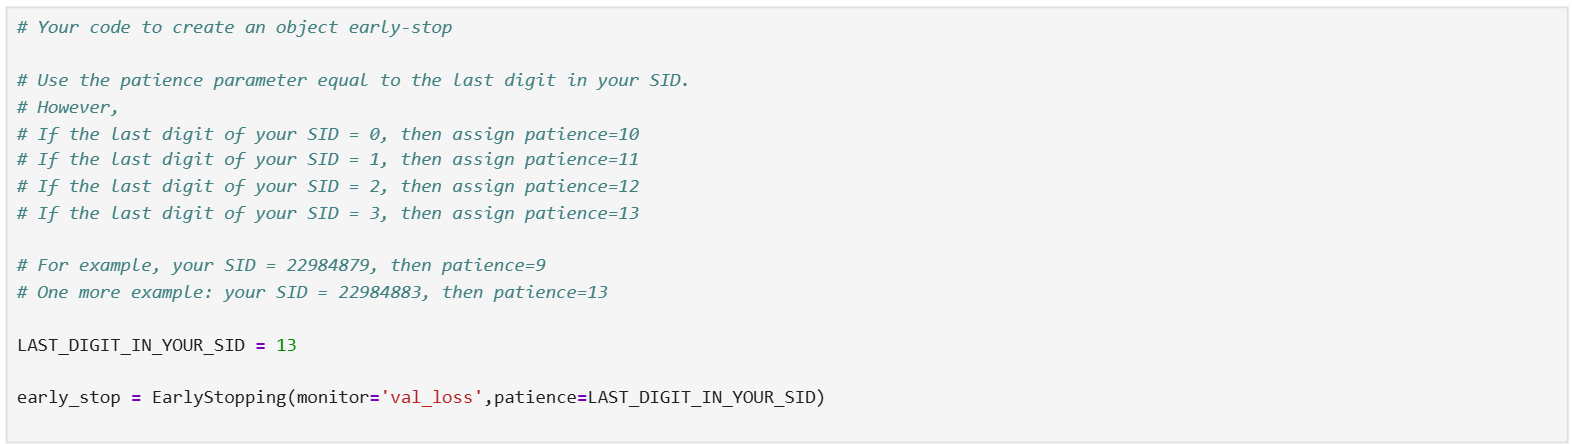 # Your code to create an object early-stop
# Use the patience parameter equal to the last digit in your SID.
# However,
# If the last digit of your SID = 0, then assign patience=10
# If the last digit of your SID = 1, then assign patience=11
# If the last digit of your SID = 2, then assign patience=12
# If the last digit of your SID = 3, then assign patience=13
# For example, your SID = 22984879, then patience=9
# One more example: your SID = 22984883, then patience=13
LAST_DIGIT_IN_YOUR_SID = 13
early_stop = EarlyStopping(monitor='val_loss',patience=LAST_DIGIT_IN_YOUR_SID)